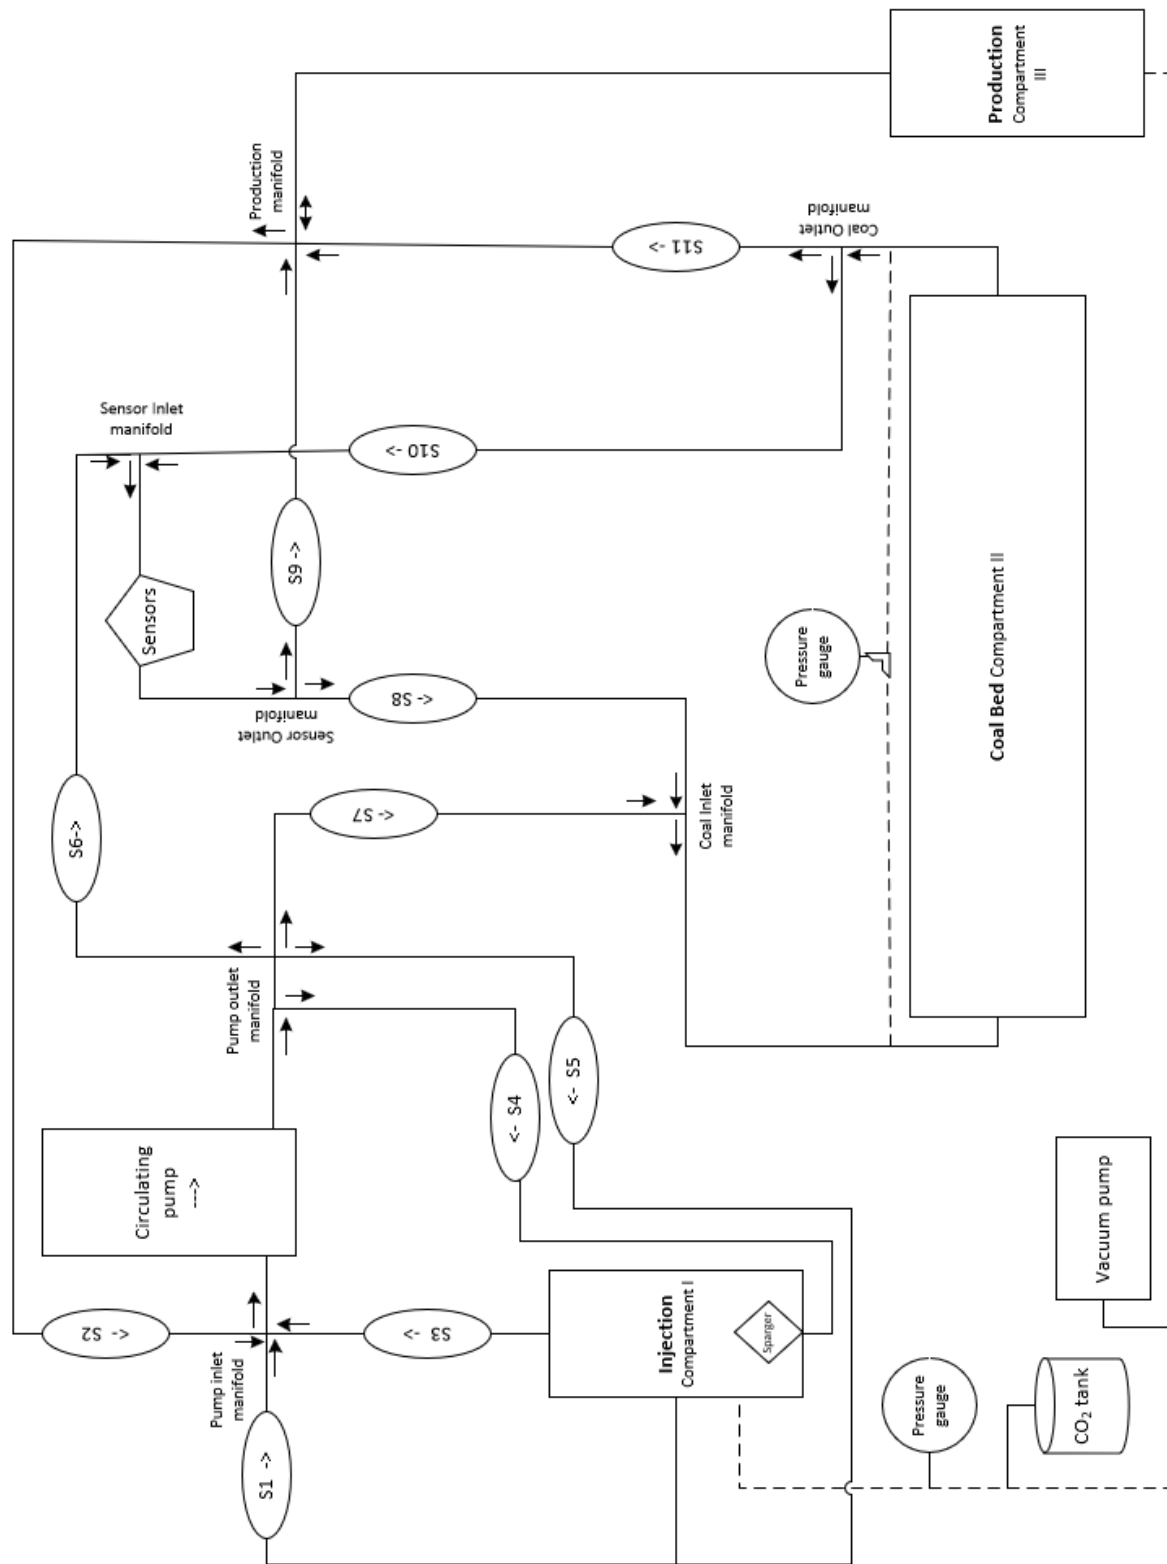 Production
Compartment
III
Production
manifold
Coal Outlet
manifold
S11 ->
Sensor Inlet
manifold
S10 ->
Sensors
S9 ->
Pressure
gauge
Coal Bed Compartment II
<- S8
Sensor Outlet
manifold
S6->
<- S7
Coal Inlet
manifold
Pump outlet
manifold
<- S5
<- S4
Circulating
pump
--->
Vacuum pump
<- S2
S3 ->
Injection
Compartment I
Sparger
Pump inlet
manifold
Pressure
gauge
CO₂ tank
S1 ->